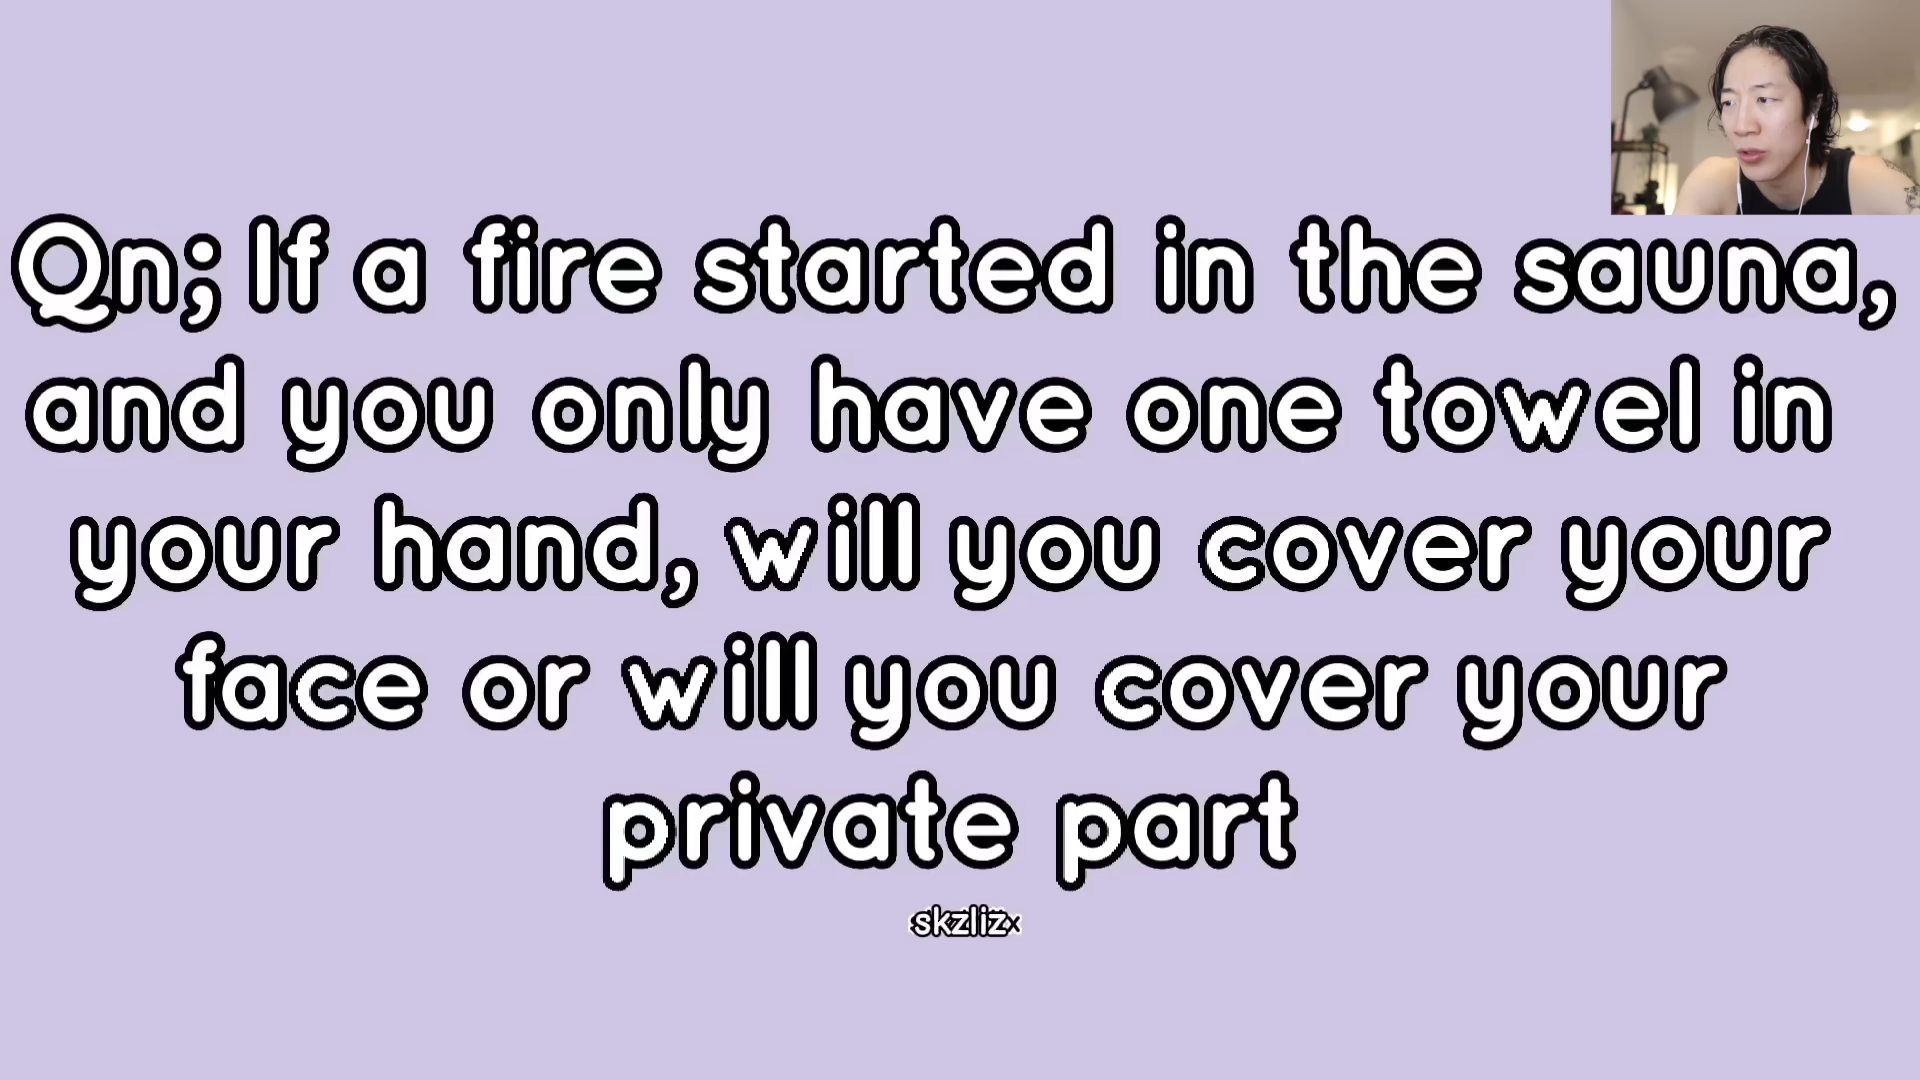 Qn; If a fire started in the sauna,
and you only have one towel in
your hand, will you cover your
face or will you cover your
private part
skzlizx